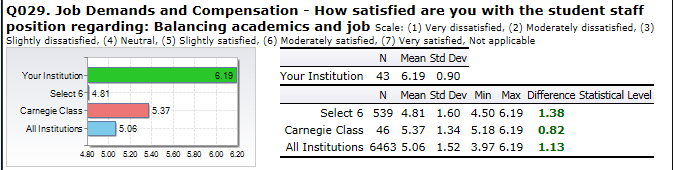 Q029. Job Demands and Compensation - How satisfied are you with the student staff
position regarding: Balancing academics and job Scale: (1) Very dissatisfied, (2) Moderately dissatisfied, (3)
Slightly dissatisfied, (4) Neutral, (5) Slightly satisfied, (6) Moderately satisfied, (7) Very satisfied, Not applicable
Your Institution 6.19
Select 6 4.81
Carnegie Class 5.37
All Institutions 5.06
4.80 5.00 5.20 5.40 5.60 5.80 6.00 6.20
N Mean Std Dev
Your Institution 43 6.19 0.90
N Mean Std Dev Min Max Difference Statistical Level
Select 6 539 4.81 1.60 4.50 6.19 1.38
Carnegie Class 46 5.37 1.34 5.18 6.19 0.82
All Institutions 6463 5.06 1.52 3.97 6.19 1.13